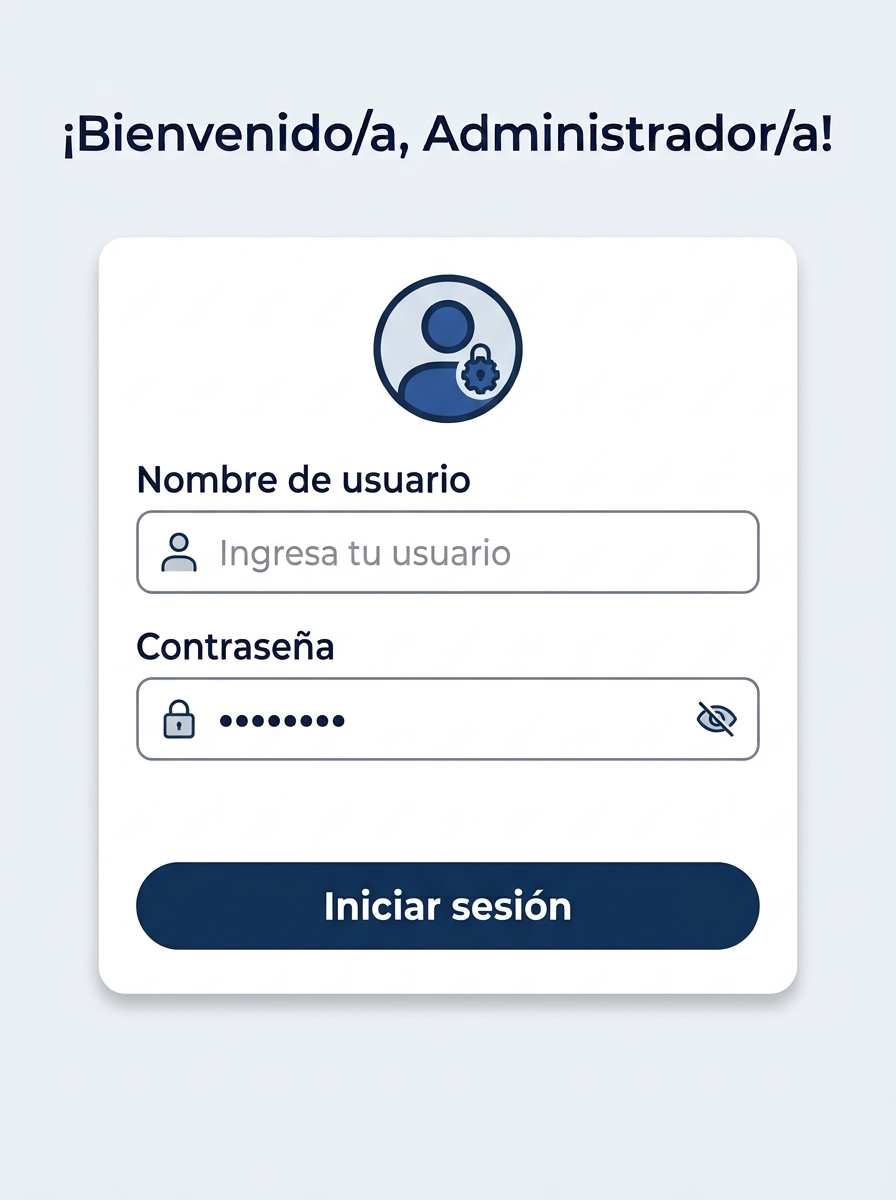 ¡Bienvenido/a, Administrador/a!
Nombre de usuario
Ingresa tu usuario
Contraseña
••••••••
Iniciar sesión